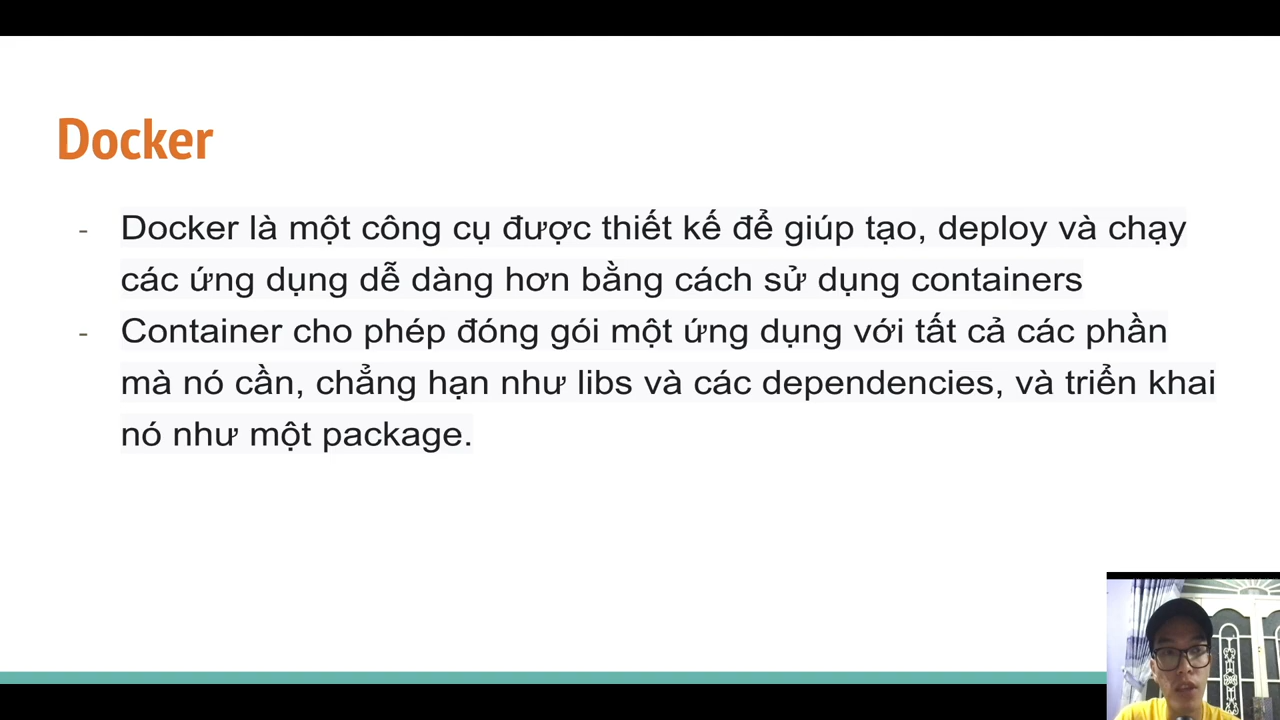 Docker
- Docker là một công cụ được thiết kế để giúp tạo, deploy và chạy
các ứng dụng dễ dàng hơn bằng cách sử dụng containers
- Container cho phép đóng gói một ứng dụng với tất cả các phần
mà nó cần, chẳng hạn như libs và các dependencies, và triển khai
nó như một package.